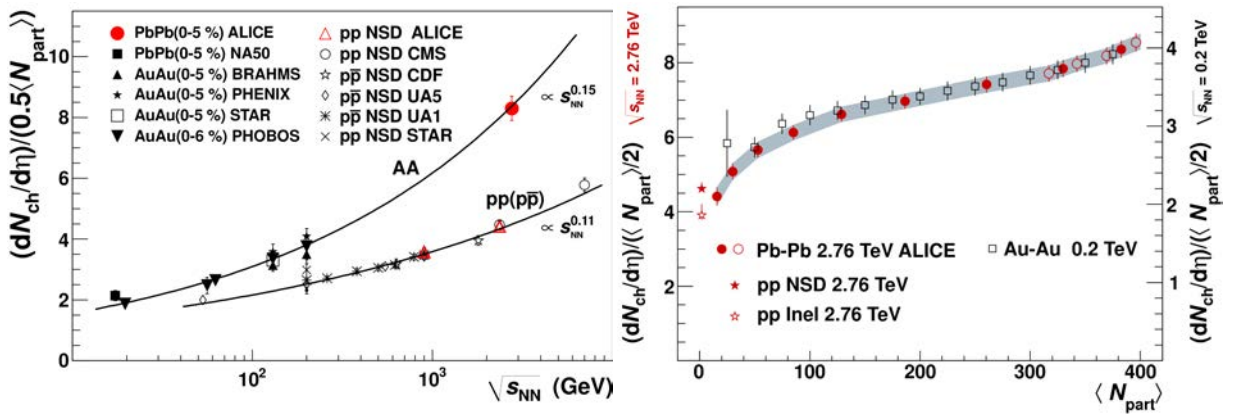 (dN_ch/dη)/(0.5⟨N_part⟩)
10
8
6
4
2
0
PbPb(0-5 %) ALICE
PbPb(0-5 %) NA50
AuAu(0-5 %) BRAHMS
AuAu(0-5 %) PHENIX
AuAu(0-5 %) STAR
AuAu(0-6 %) PHOBOS
pp NSD ALICE
pp NSD CMS
pp̅ NSD CDF
pp̅ NSD UA5
pp̅ NSD UA1
pp NSD STAR
∝ s_NN^0.15
AA
pp(pp̅)
∝ s_NN^0.11
10²
10³
√s_NN (GeV)
√s_NN = 2.76 TeV
(dN_ch/dη)/(⟨N_part⟩/2)
8
6
4
2
0
Pb-Pb 2.76 TeV ALICE
Au-Au 0.2 TeV
pp NSD 2.76 TeV
pp Inel 2.76 TeV
√s_NN = 0.2 TeV
(dN_ch/dη)/(⟨N_part⟩/2)
4
3
2
1
0
100
200
300
400
⟨N_part⟩